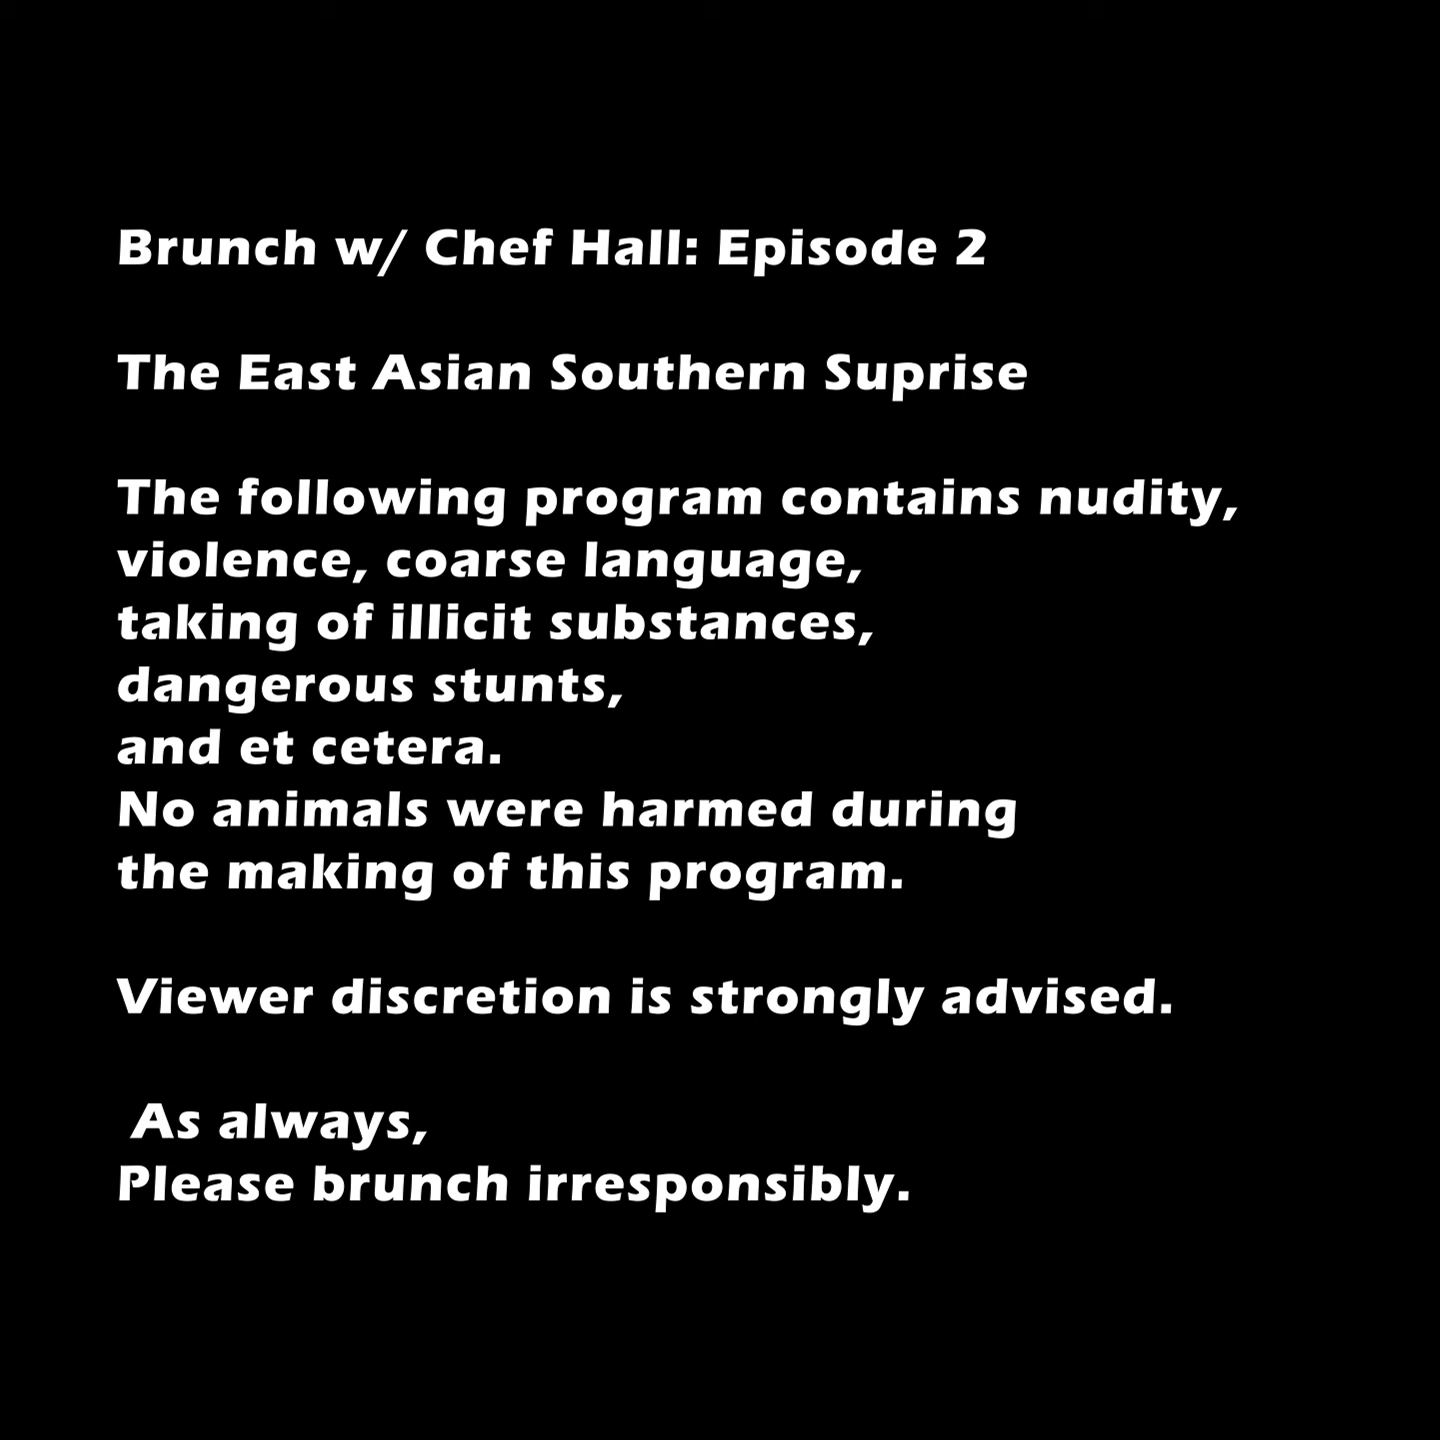 Brunch w/ Chef Hall: Episode 2
The East Asian Southern Suprise
The following program contains nudity,
violence, coarse language,
taking of illicit substances,
dangerous stunts,
and et cetera.
No animals were harmed during
the making of this program.
Viewer discretion is strongly advised.
As always,
Please brunch irresponsibly.